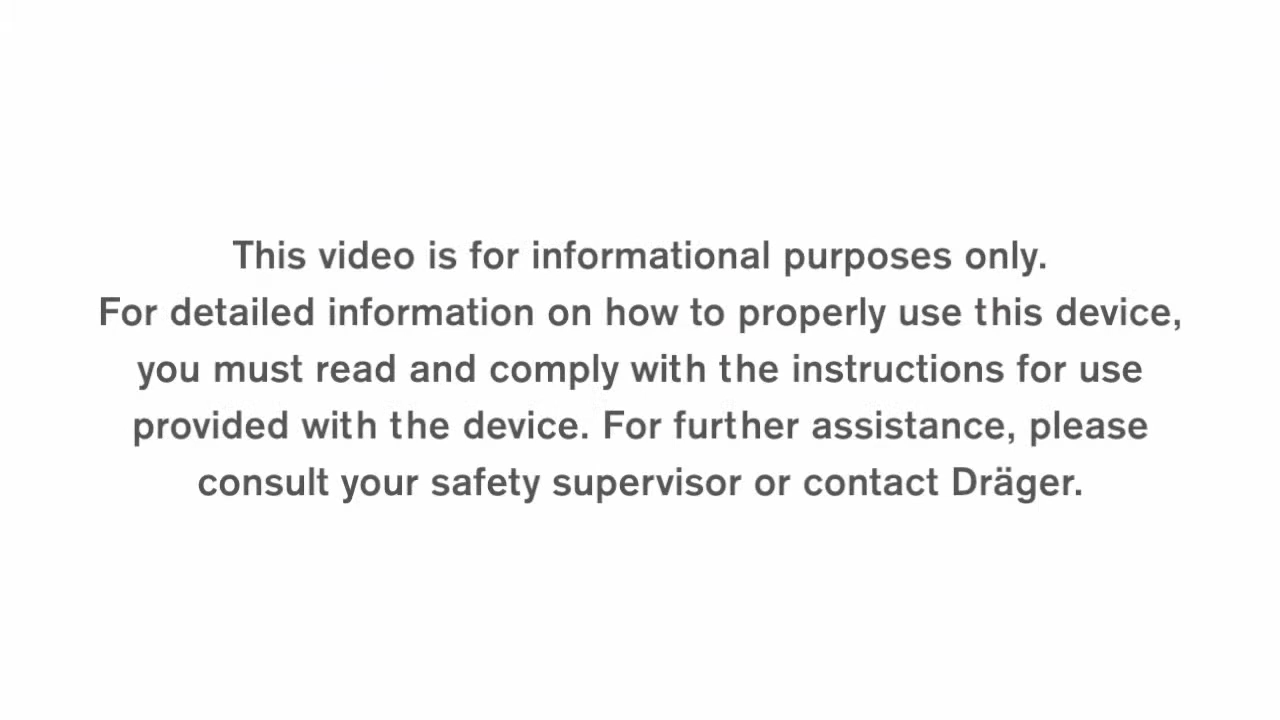 This video is for informational purposes only.
For detailed information on how to properly use this device,
you must read and comply with the instructions for use
provided with the device. For further assistance, please
consult your safety supervisor or contact Dräger.